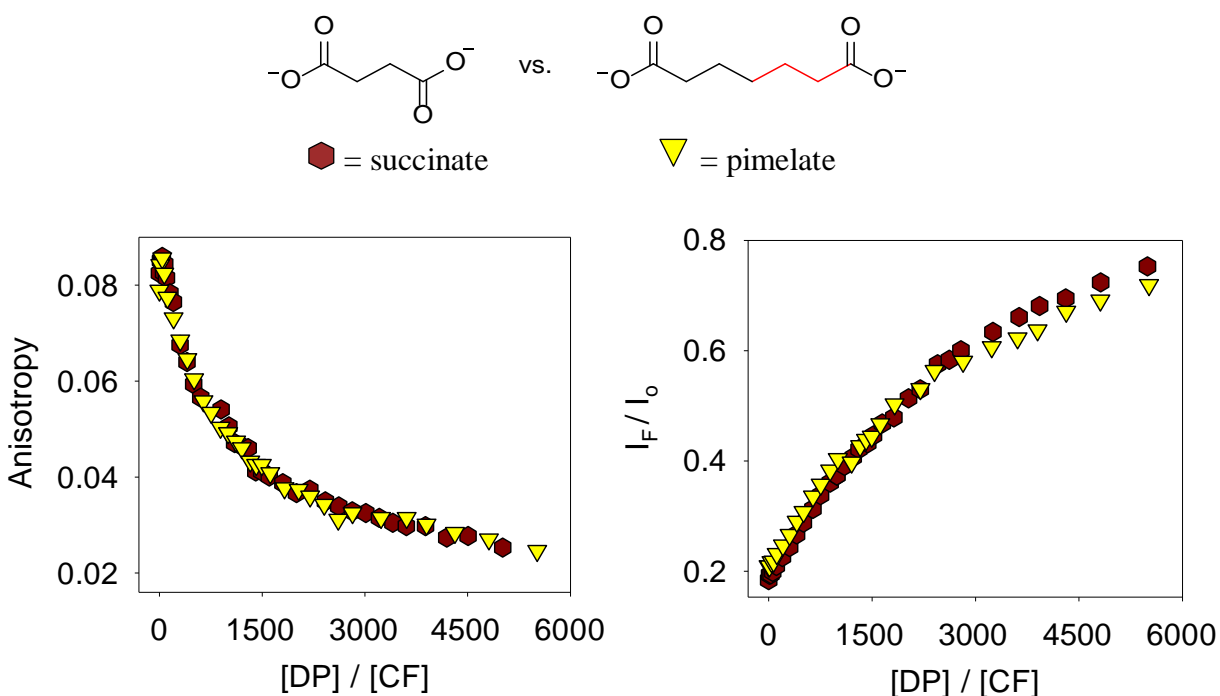 O O
⁻O O⁻ vs. ⁻O O⁻
O
= succinate = pimelate
0.08
0.06
0.04
0.02
Anisotropy
0 1500 3000 4500 6000
[DP] / [CF]
0.8
0.6
0.4
0.2
I_F / I_o
0 1500 3000 4500 6000
[DP] / [CF]